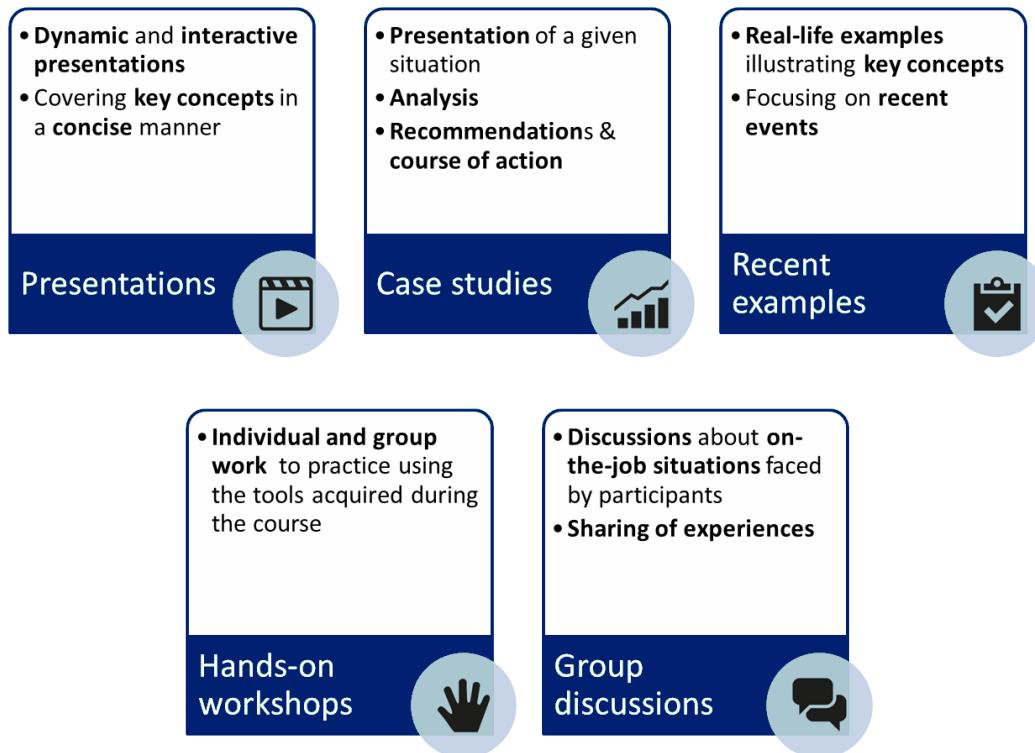 • Dynamic and interactive
presentations
• Covering key concepts in
a concise manner
Presentations
• Presentation of a given
situation
• Analysis
• Recommendations &
course of action
Case studies
• Real-life examples
illustrating key concepts
• Focusing on recent
events
Recent
examples
• Individual and group
work to practice using
the tools acquired during
the course
Hands-on
workshops
• Discussions about on-
the-job situations faced
by participants
• Sharing of experiences
Group
discussions